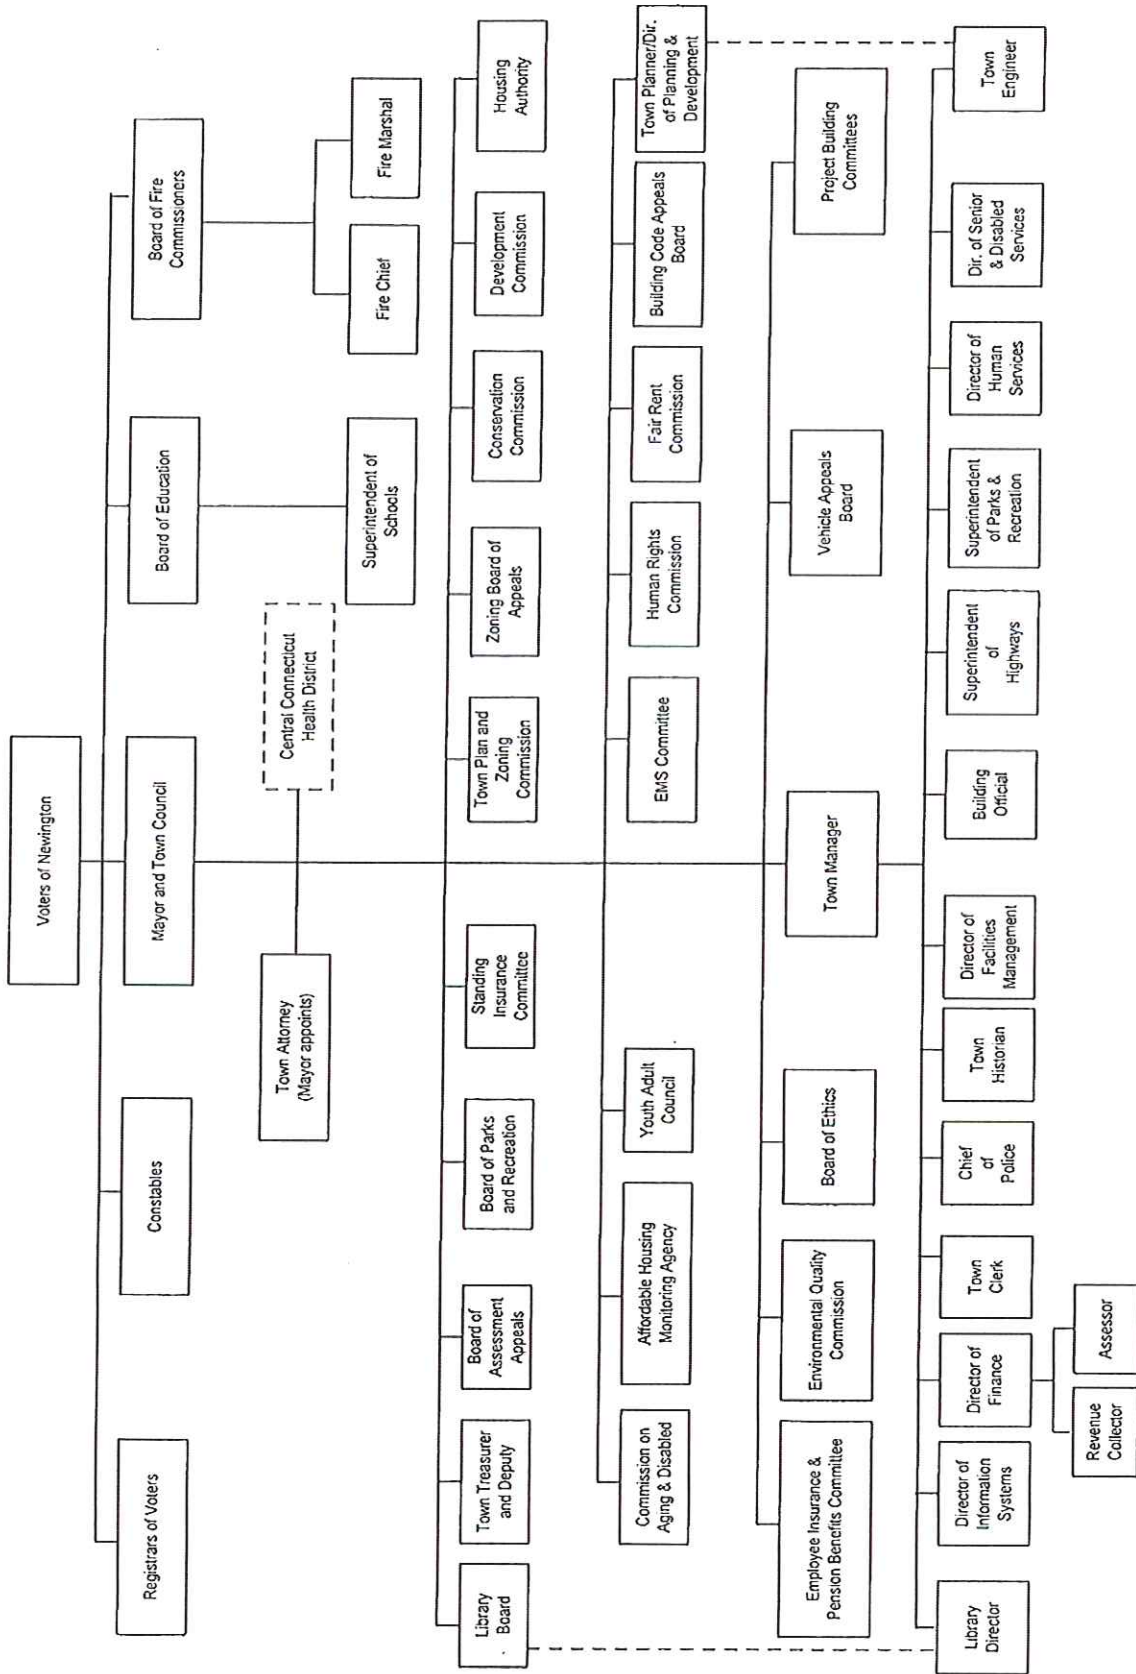 Voters of Newington
Registrars of Voters
Constables
Mayor and Town Council
Board of Education
Board of Fire
Commissioners
Town Attorney
(Mayor appoints)
Central Connecticut
Health District
Superintendent of
Schools
Fire Chief
Fire Marshal
Library
Board
Town Treasurer
and Deputy
Board of
Assessment
Appeals
Board of Parks
and Recreation
Standing
Insurance
Committee
Town Plan and
Zoning
Commission
Zoning Board of
Appeals
Conservation
Commission
Development
Commission
Housing
Authority
Commission on
Aging & Disabled
Affordable Housing
Monitoring Agency
Youth Adult
Council
EMS Committee
Human Rights
Commission
Fair Rent
Commission
Building Code Appeals
Board
Town Planner/Dir.
of Planning &
Development
Employee Insurance &
Pension Benefits Committee
Environmental Quality
Commission
Board of Ethics
Town Manager
Vehicle Appeals
Board
Project Building
Committees
Library
Director
Director of
Information
Systems
Director of
Finance
Town
Clerk
Chief
of
Police
Town
Historian
Director of
Facilities
Management
Building
Official
Superintendent
of
Highways
Superintendent
of Parks &
Recreation
Director of
Human
Services
Dir. of Senior
& Disabled
Services
Town
Engineer
Revenue
Collector
Assessor